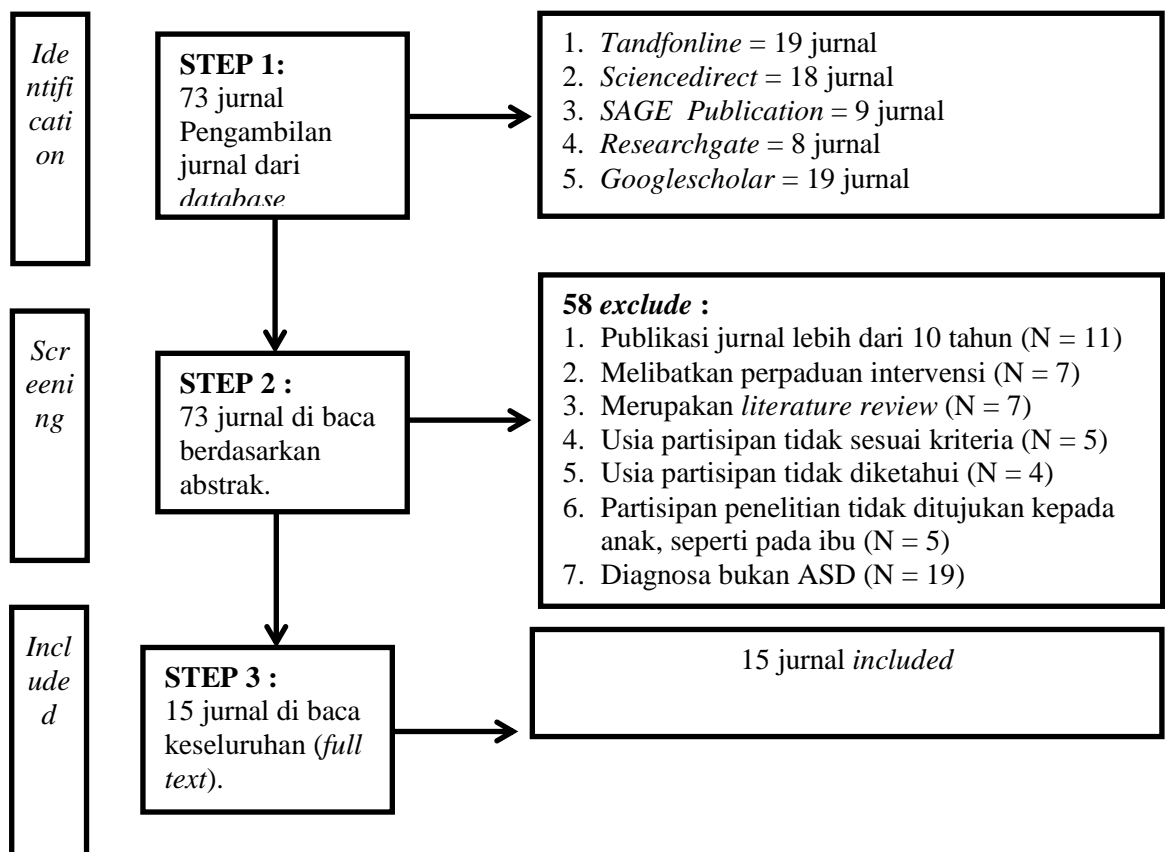 Ide
ntifi
cati
on
STEP 1:
73 jurnal
Pengambilan
jurnal dari
database
1. Tandfonline = 19 jurnal
2. Sciencedirect = 18 jurnal
3. SAGE Publication = 9 jurnal
4. Researchgate = 8 jurnal
5. Googlescholar = 19 jurnal
Scr
eeni
ng
STEP 2 :
73 jurnal di baca
berdasarkan
abstrak.
58 exclude :
1. Publikasi jurnal lebih dari 10 tahun (N = 11)
2. Melibatkan perpaduan intervensi (N = 7)
3. Merupakan literature review (N = 7)
4. Usia partisipan tidak sesuai kriteria (N = 5)
5. Usia partisipan tidak diketahui (N = 4)
6. Partisipan penelitian tidak ditujukan kepada
anak, seperti pada ibu (N = 5)
7. Diagnosa bukan ASD (N = 19)
Incl
ude
d
STEP 3 :
15 jurnal di baca
keseluruhan (full
text).
15 jurnal included